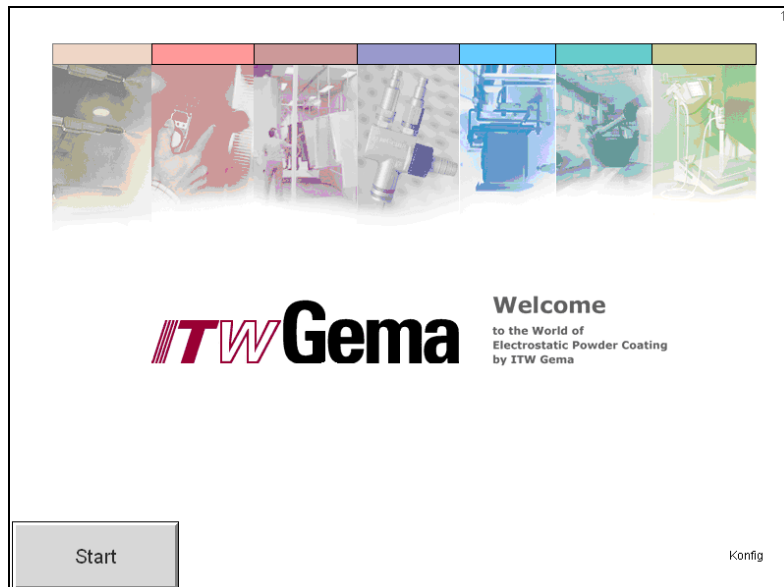 1
ITW Gema
Welcome
to the World of
Electrostatic Powder Coating
by ITW Gema
Start
Konfig